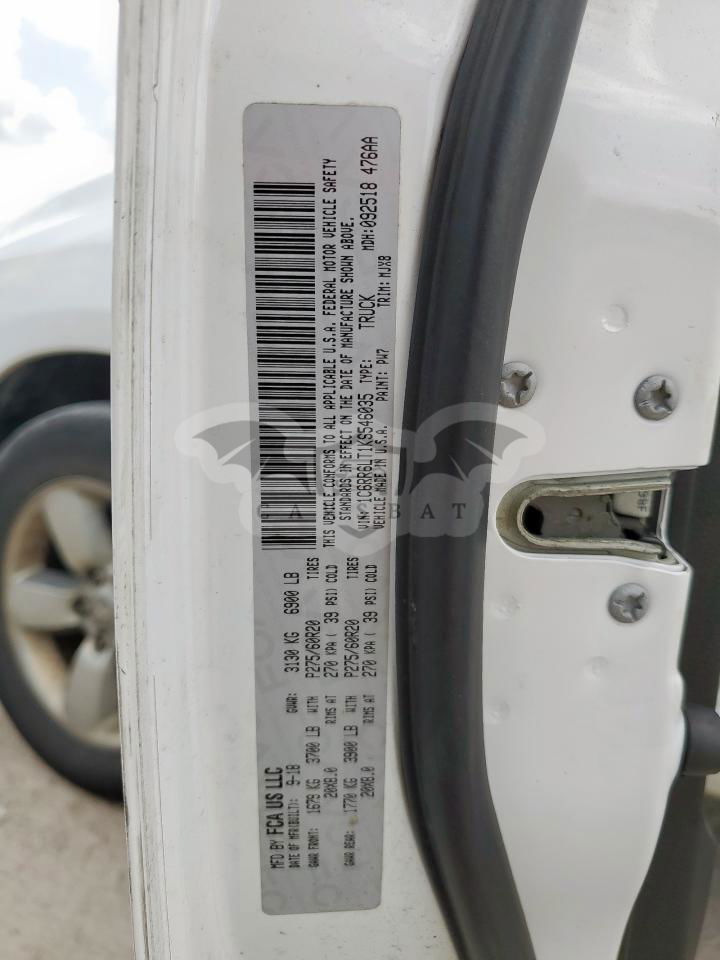 MFD BY FCA US LLC
DATE OF MFR(BUILT): 9-18 GVWR: 3130 KG 6900 LB
GAWR FRONT: 1679 KG 3700 LB WITH P275/60R20 TIRES
20X8.0 RIMS AT 270 KPA ( 39 PSI) COLD
GAWR REAR: 1770 KG 3900 LB WITH P275/60R20 TIRES
20X8.0 RIMS AT 270 KPA ( 39 PSI) COLD
THIS VEHICLE CONFORMS TO ALL APPLICABLE U.S.A. FEDERAL MOTOR VEHICLE SAFETY
STANDARDS IN EFFECT ON THE DATE OF MANUFACTURE SHOWN ABOVE.
VIN: 1C6RR6LT1KS546035 TYPE: TRUCK MDH:092518 476AA
VEHICLE MADE IN U.S.A. PAINT: PW7 TRIM: MJXB